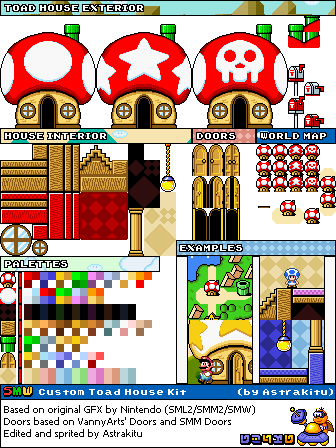 TOAD HOUSE EXTERIOR
HOUSE INTERIOR
DOORS
WORLD MAP
EXAMPLES
PALETTES
SMW Custom Toad House Kit (by Astrakitu)
Based on original GFX by Nintendo (SML2/SMM2/SMW)
Doors based on VannyArts' Doors and SMM Doors
Edited and sprited by Astrakitu